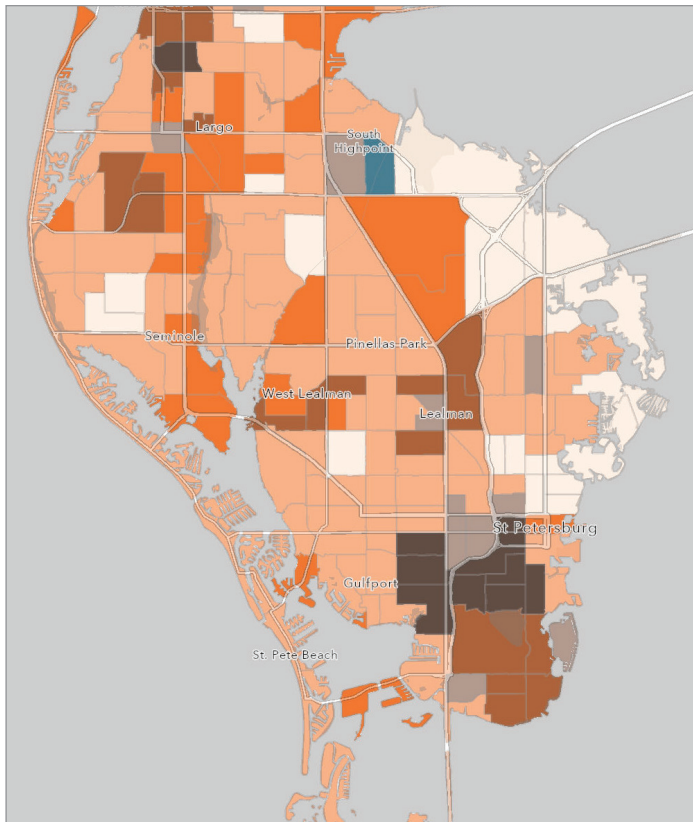 Largo
South
Highpoint
Seminole
Pinellas Park
West Lealman
Lealman
St Petersburg
Gulfport
St. Pete Beach